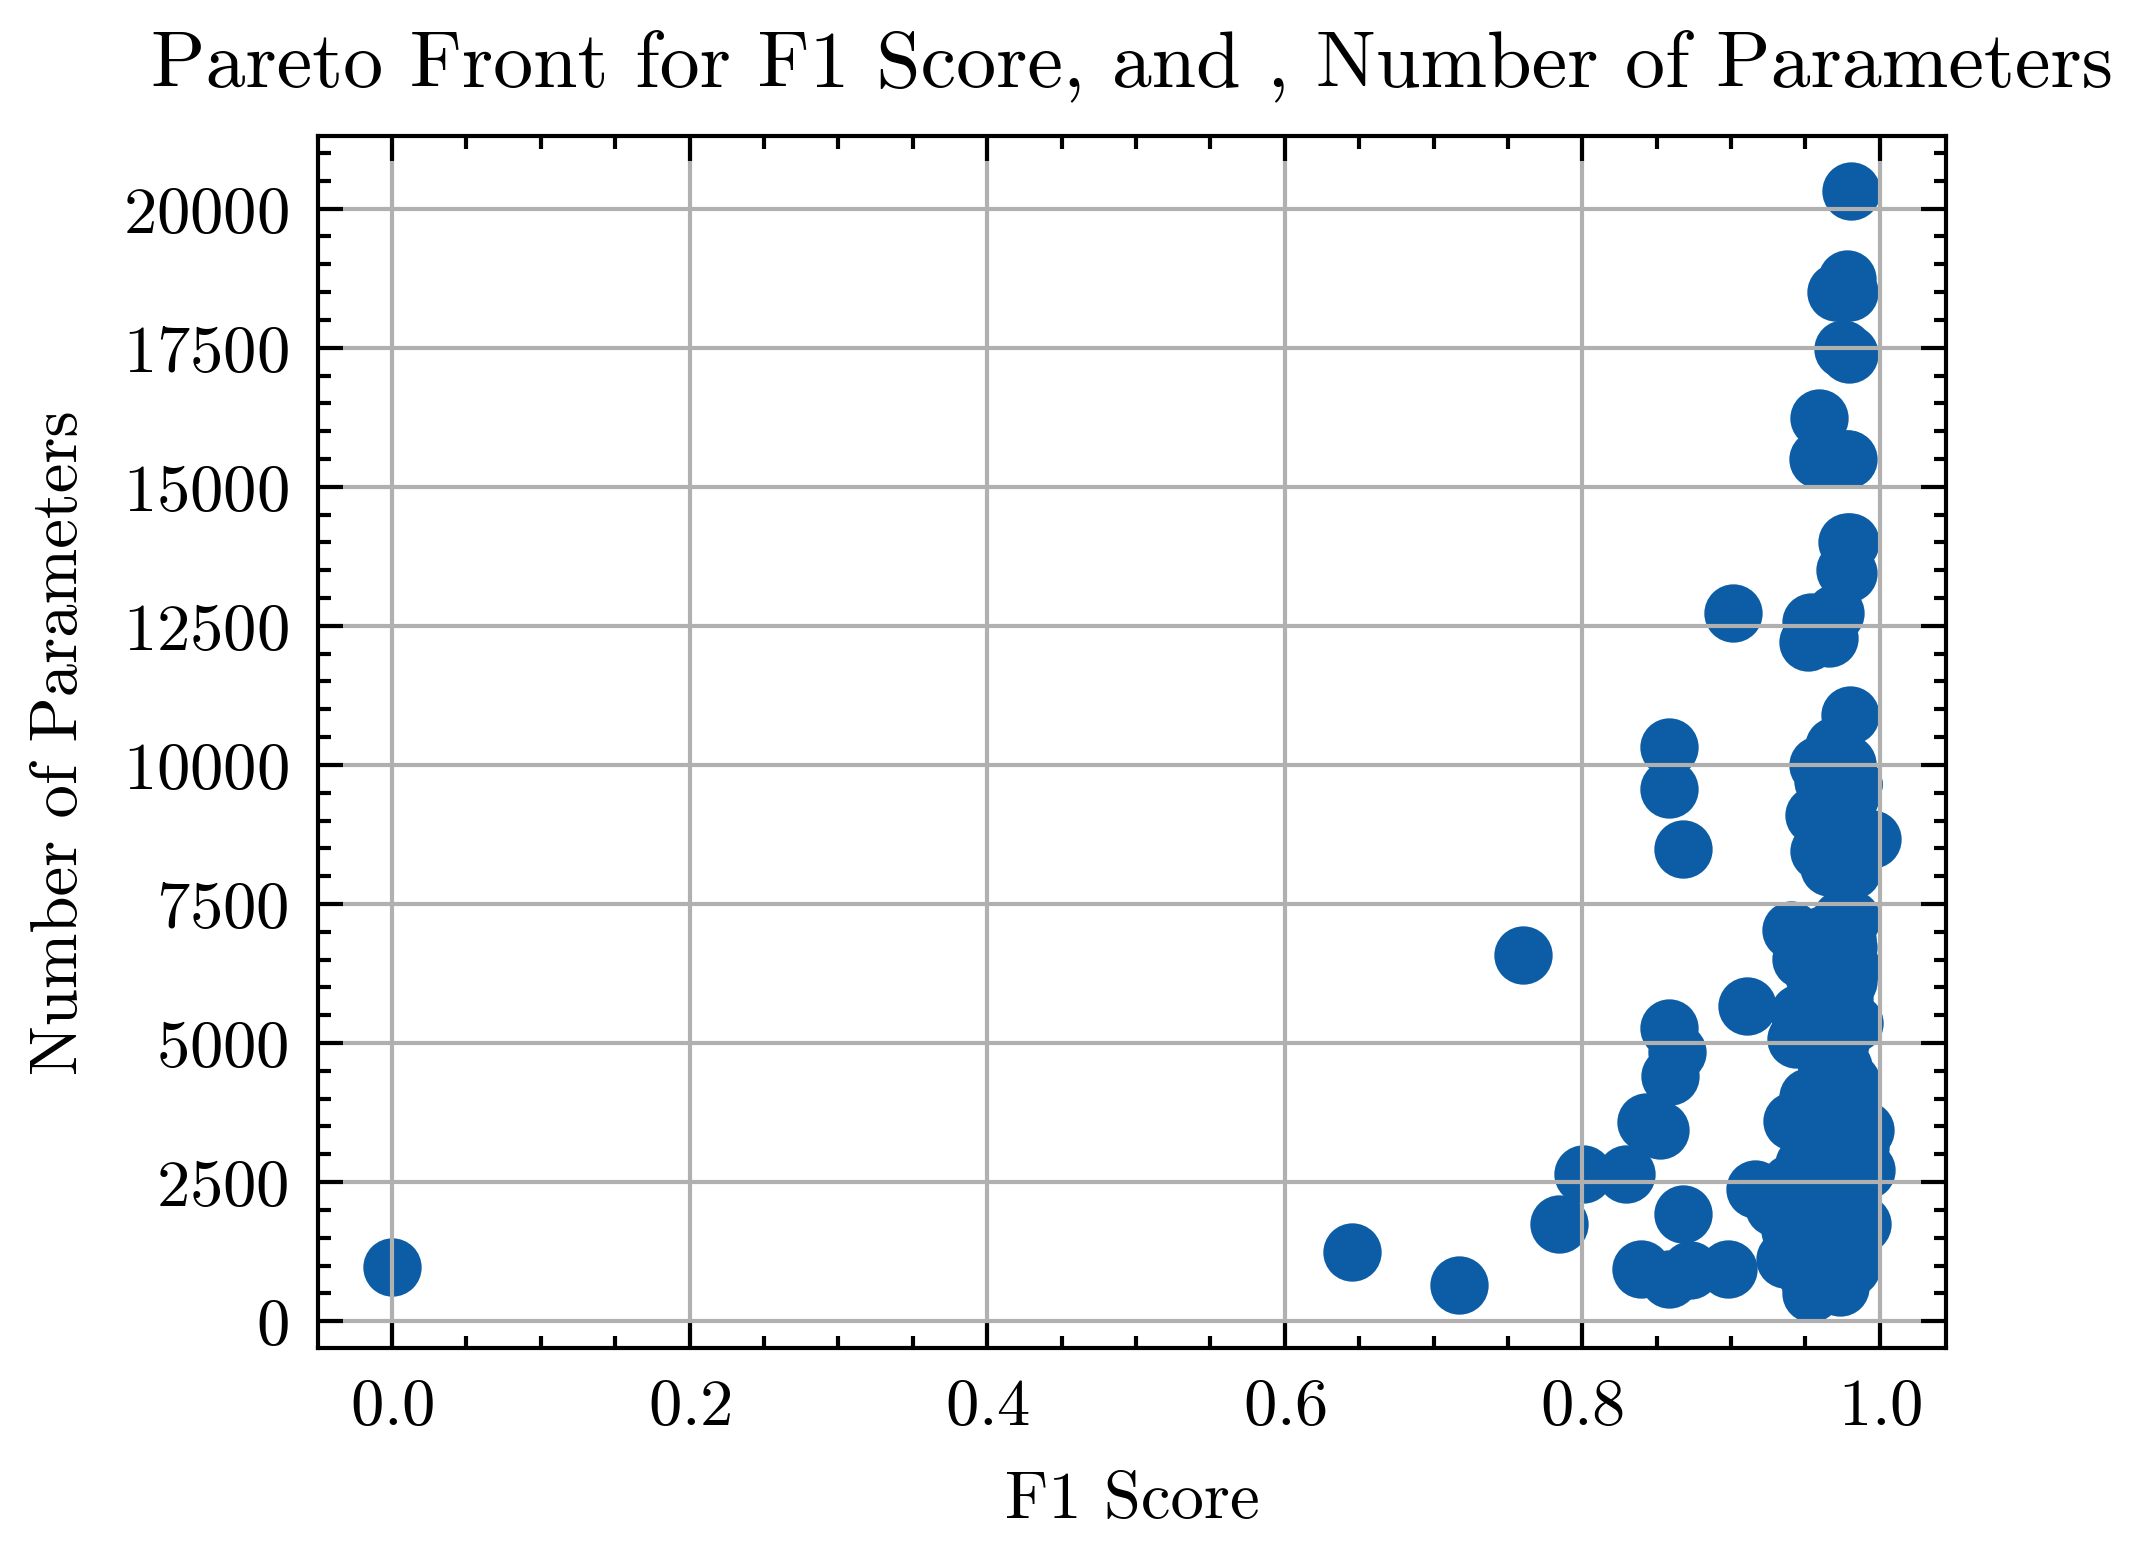 Pareto Front for F1 Score, and , Number of Parameters
Number of Parameters
20000
17500
15000
12500
10000
7500
5000
2500
0
0.0 0.2 0.4 0.6 0.8 1.0
F1 Score